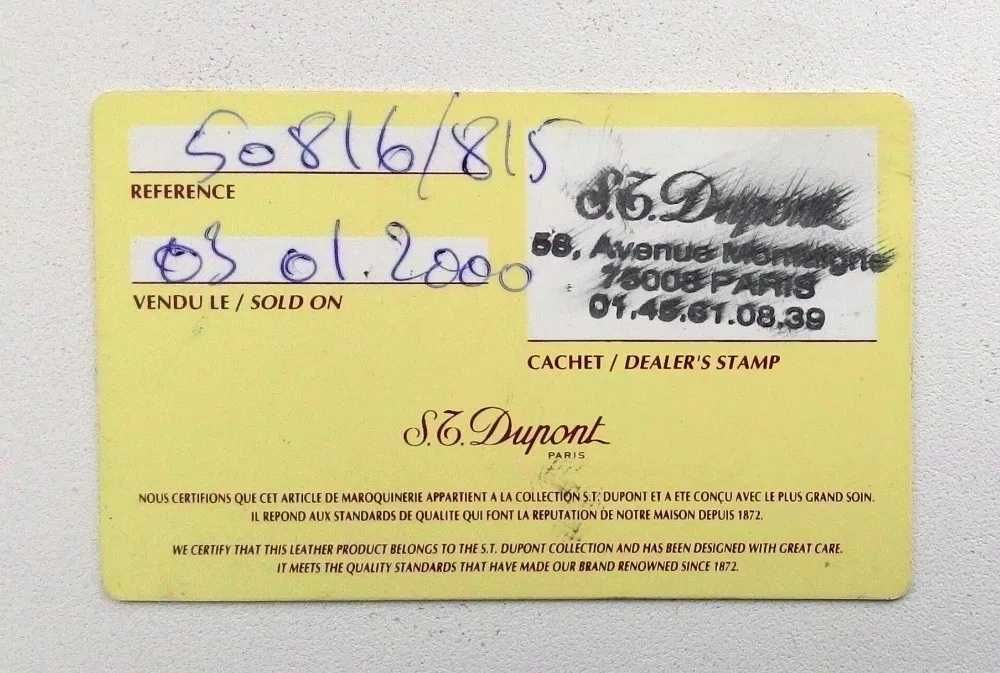 50816/815
REFERENCE
03 01.2000
VENDU LE / SOLD ON
S.T. Dupont
58, Avenue Montaigne
75008 PARIS
01.45.61.08.39
CACHET / DEALER'S STAMP
S.T. Dupont
PARIS
NOUS CERTIFIONS QUE CET ARTICLE DE MAROQUINERIE APPARTIENT A LA COLLECTION S.T. DUPONT ET A ETE CONÇU AVEC LE PLUS GRAND SOIN.
IL REPOND AUX STANDARDS DE QUALITE QUI FONT LA REPUTATION DE NOTRE MAISON DEPUIS 1872.
WE CERTIFY THAT THIS LEATHER PRODUCT BELONGS TO THE S.T. DUPONT COLLECTION AND HAS BEEN DESIGNED WITH GREAT CARE.
IT MEETS THE QUALITY STANDARDS THAT HAVE MADE OUR BRAND RENOWNED SINCE 1872.